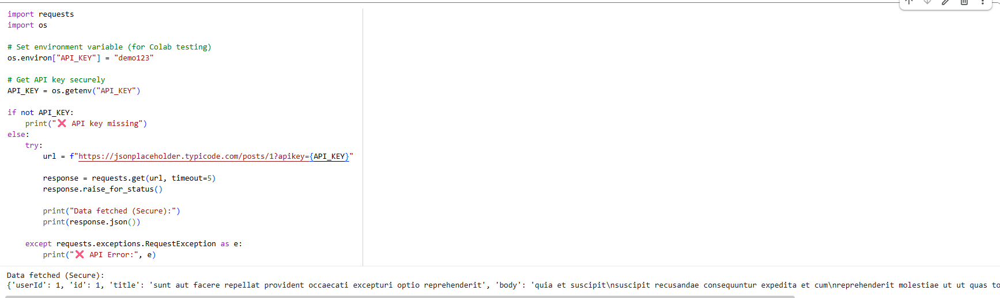 import requests
import os
# Set environment variable (for Colab testing)
os.environ["API_KEY"] = "demo123"
# Get API key securely
API_KEY = os.getenv("API_KEY")
if not API_KEY:
    print("❌ API key missing")
else:
    try:
        url = f"https://jsonplaceholder.typicode.com/posts/1?apikey={API_KEY}"
        response = requests.get(url, timeout=5)
        response.raise_for_status()
        print("Data fetched (Secure):")
        print(response.json())
    except requests.exceptions.RequestException as e:
        print("❌ API Error:", e)
Data fetched (Secure):
{'userId': 1, 'id': 1, 'title': 'sunt aut facere repellat provident occaecati excepturi optio reprehenderit', 'body': 'quia et suscipit\nsuscipit recusandae consequuntur expedita et cum\nreprehenderit molestiae ut ut quas to